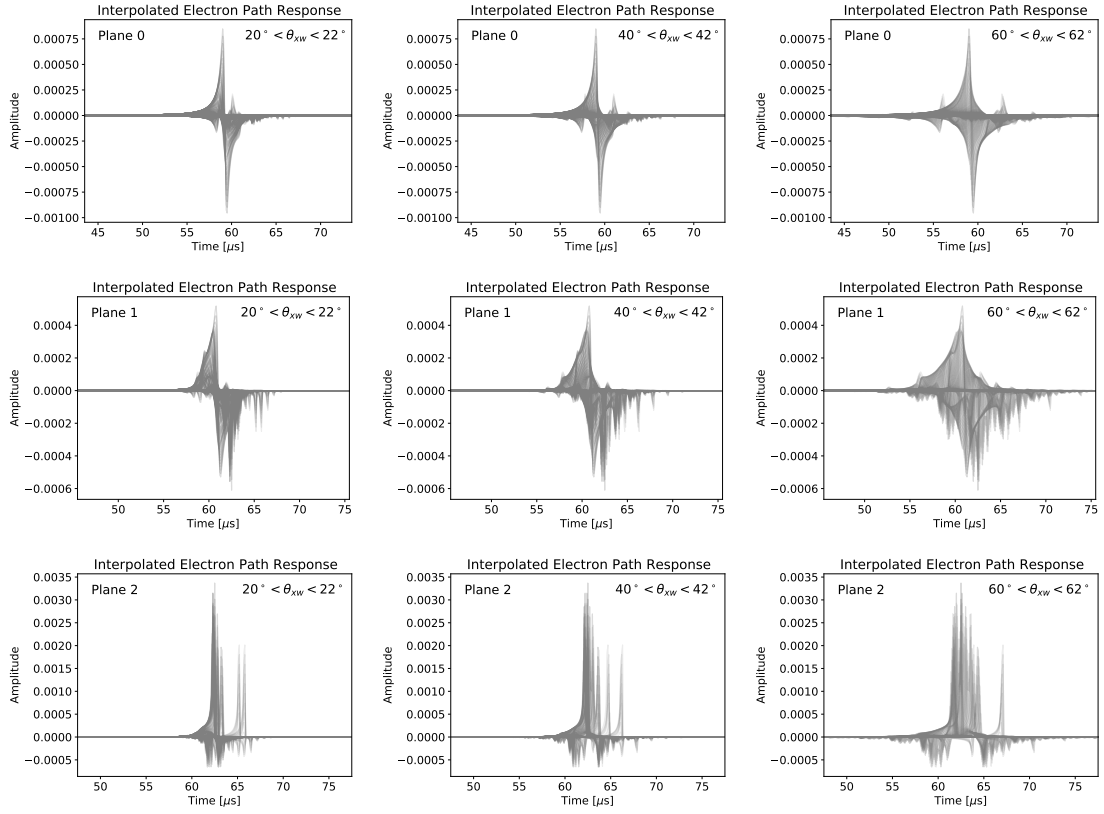 Interpolated Electron Path Response
Plane 0
20° < θxw < 22°
0.00075
0.00050
0.00025
0.00000
−0.00025
−0.00050
−0.00075
−0.00100
Amplitude
45 50 55 60 65 70
Time [μs]
Interpolated Electron Path Response
Plane 0
40° < θxw < 42°
0.00075
0.00050
0.00025
0.00000
−0.00025
−0.00050
−0.00075
−0.00100
Amplitude
45 50 55 60 65 70
Time [μs]
Interpolated Electron Path Response
Plane 0
60° < θxw < 62°
0.00075
0.00050
0.00025
0.00000
−0.00025
−0.00050
−0.00075
−0.00100
Amplitude
45 50 55 60 65 70
Time [μs]
Interpolated Electron Path Response
Plane 1
20° < θxw < 22°
0.0004
0.0002
0.0000
−0.0002
−0.0004
−0.0006
Amplitude
50 55 60 65 70 75
Time [μs]
Interpolated Electron Path Response
Plane 1
40° < θxw < 42°
0.0004
0.0002
0.0000
−0.0002
−0.0004
−0.0006
Amplitude
50 55 60 65 70 75
Time [μs]
Interpolated Electron Path Response
Plane 1
60° < θxw < 62°
0.0004
0.0002
0.0000
−0.0002
−0.0004
−0.0006
Amplitude
50 55 60 65 70 75
Time [μs]
Interpolated Electron Path Response
Plane 2
20° < θxw < 22°
0.0035
0.0030
0.0025
0.0020
0.0015
0.0010
0.0005
0.0000
−0.0005
Amplitude
50 55 60 65 70 75
Time [μs]
Interpolated Electron Path Response
Plane 2
40° < θxw < 42°
0.0035
0.0030
0.0025
0.0020
0.0015
0.0010
0.0005
0.0000
−0.0005
Amplitude
50 55 60 65 70 75
Time [μs]
Interpolated Electron Path Response
Plane 2
60° < θxw < 62°
0.0035
0.0030
0.0025
0.0020
0.0015
0.0010
0.0005
0.0000
−0.0005
Amplitude
50 55 60 65 70 75
Time [μs]